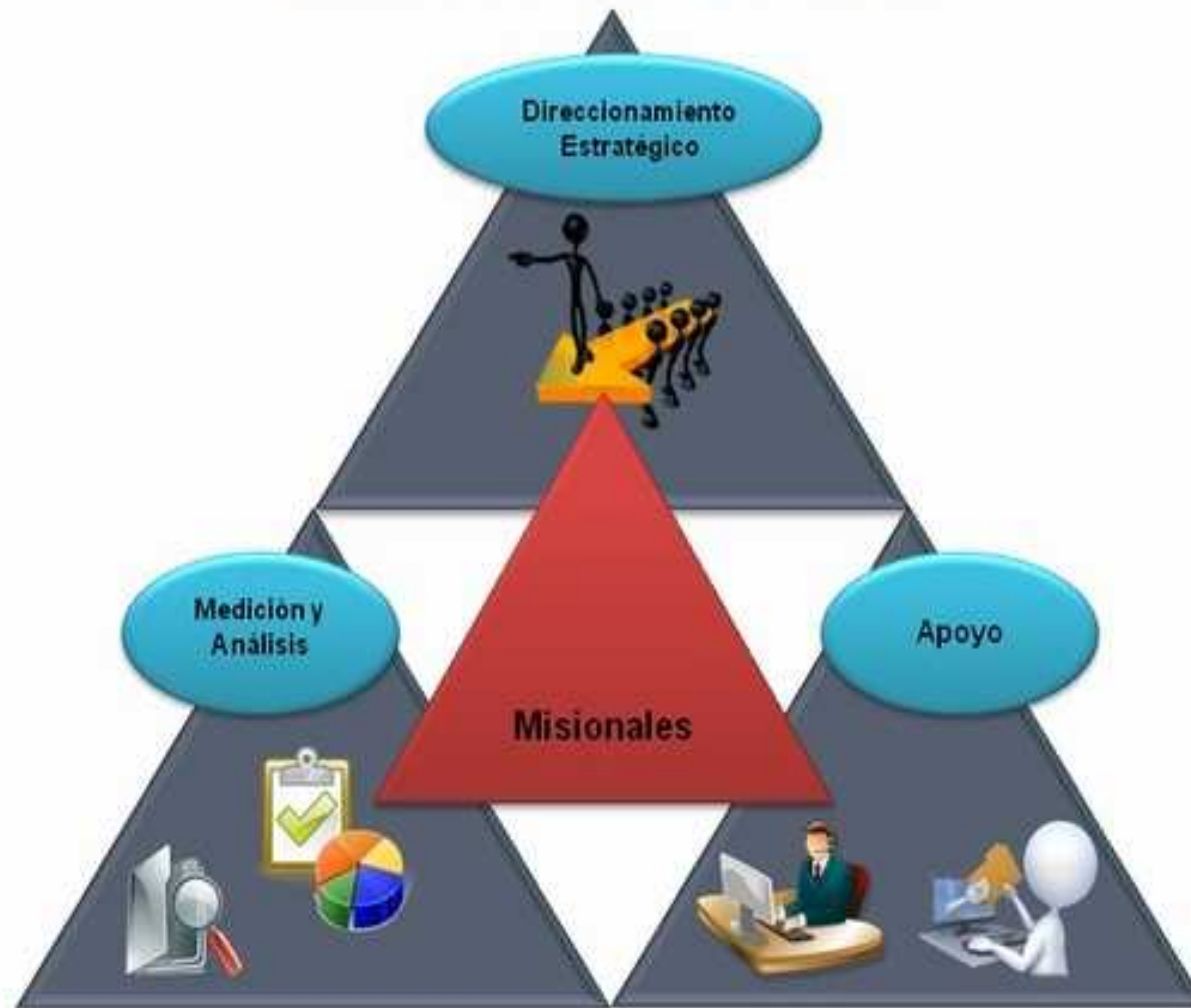 Direccionamiento
Estratégico
Medición y
Análisis
Apoyo
Misionales